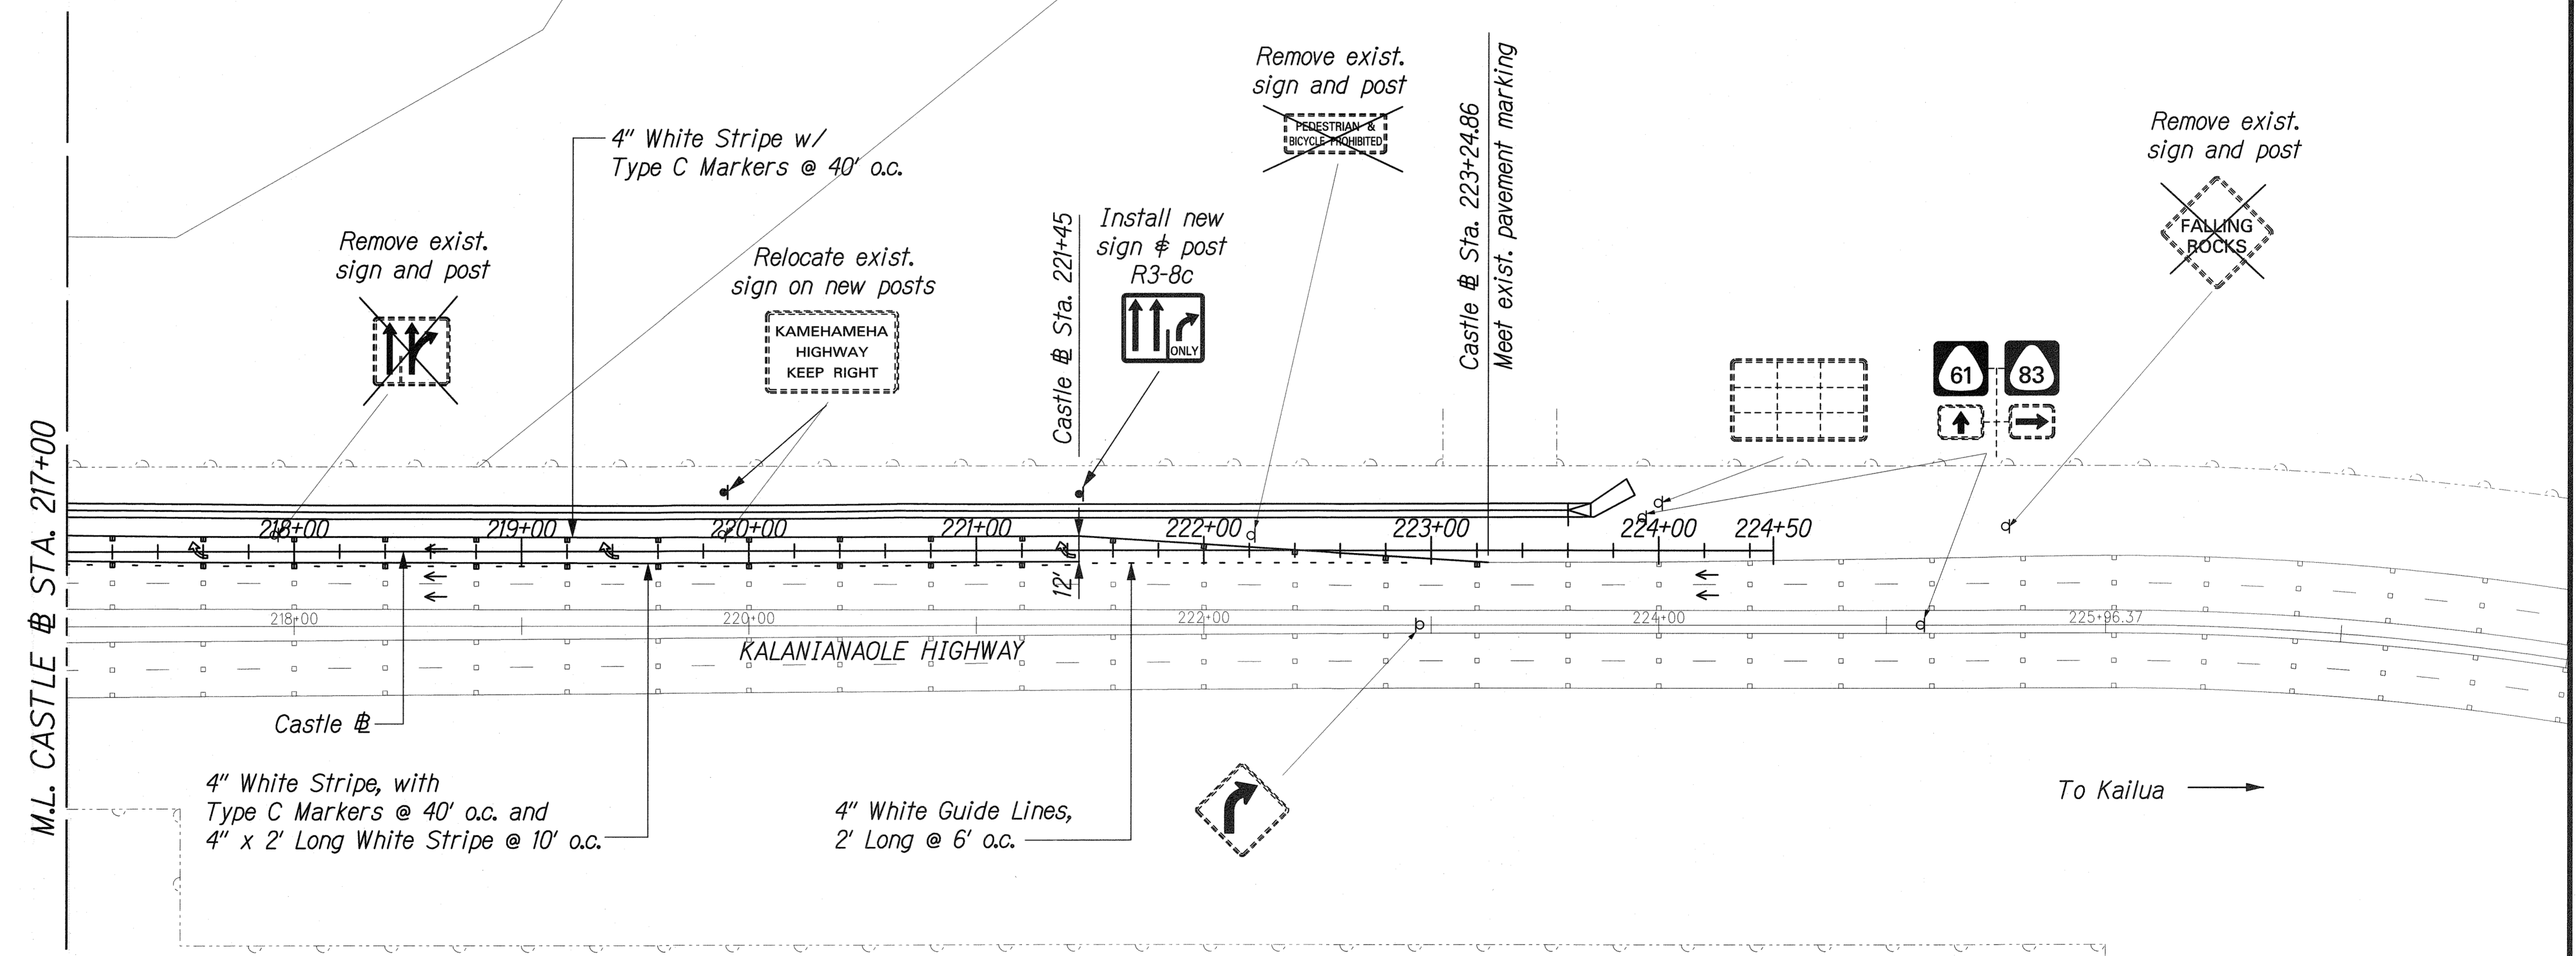 Remove exist.
sign and post
PEDESTRIAN &
BICYCLE PROHIBITED
Castle ℄ Sta. 223+24.86
Meet exist. pavement marking
Remove exist.
sign and post
FALLING
ROCKS
4" White Stripe w/
Type C Markers @ 40' o.c.
Remove exist.
sign and post
Relocate exist.
sign on new posts
KAMEHAMEHA
HIGHWAY
KEEP RIGHT
Castle ℄ Sta. 221+45
Install new
sign & post
R3-8c
ONLY
61
83
M.L. CASTLE ℄ STA. 217+00
218+00
219+00
220+00
221+00
222+00
223+00
224+00
224+50
12'
218+00
220+00
222+00
224+00
225+96.37
KALANIANAOLE HIGHWAY
Castle ℄
4" White Stripe, with
Type C Markers @ 40' o.c. and
4" x 2' Long White Stripe @ 10' o.c.
4" White Guide Lines,
2' Long @ 6' o.c.
To Kailua